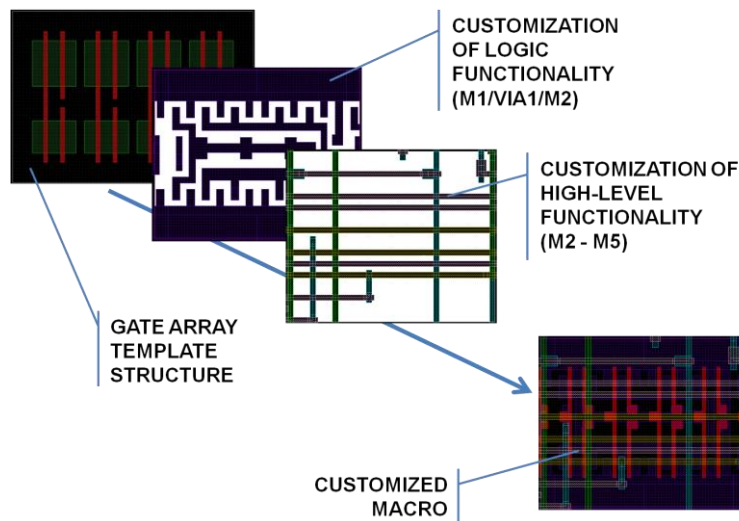 CUSTOMIZATION
OF LOGIC
FUNCTIONALITY
(M1/VIA1/M2)
CUSTOMIZATION OF
HIGH-LEVEL
FUNCTIONALITY
(M2 - M5)
GATE ARRAY
TEMPLATE
STRUCTURE
CUSTOMIZED
MACRO